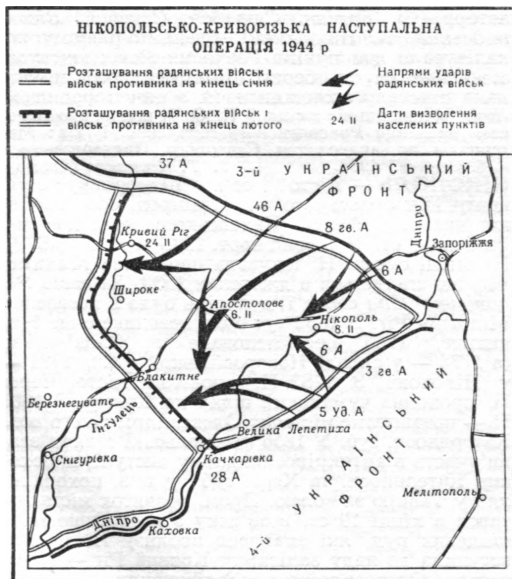 НІКОПОЛЬСЬКО-КРИВОРІЗЬКА НАСТУПАЛЬНА
ОПЕРАЦІЯ 1944 р
Розташування радянських військ і
військ противника на кінець січня
Розташування радянських військ і
військ противника на кінець лютого
Напрями ударів
радянських військ
24 II
Дати визволення
населених пунктів
37 А
3-й УКРАЇНСЬКИЙ
ФРОНТ
46 А
8 гв. А
Дніпро
Кривий Ріг
24 II
Запоріжжя
6 А
Широке
Апостолове
6. II
Нікополь
8. II
6 А
3 гв. А
Блакитне
Березнегувате
5 уд. А
Інгулець
Велика Лепетиха
Снігурівка
Качкарівка
28 А
4-й УКРАЇНСЬКИЙ
ФРОНТ
Мелітополь
Дніпро
Каховка